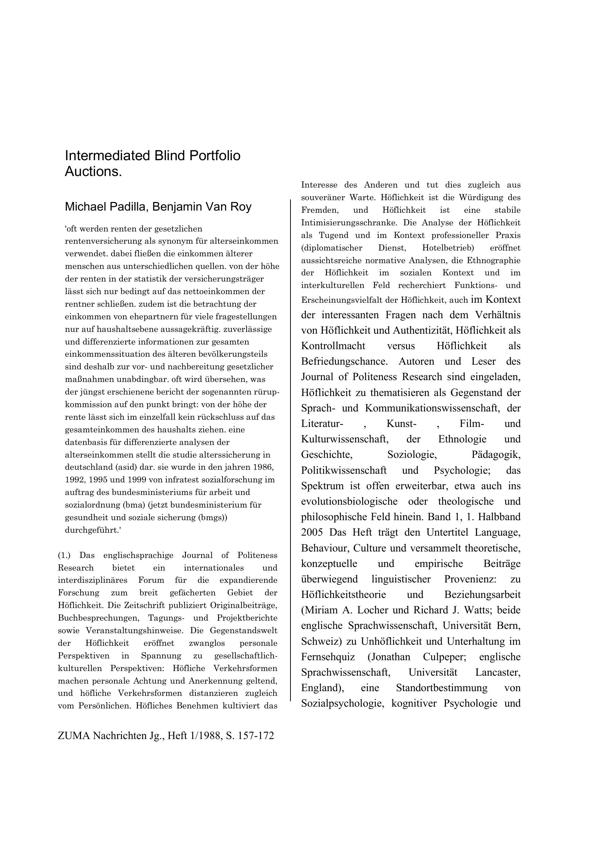 Intermediated Blind Portfolio
Auctions.
Michael Padilla, Benjamin Van Roy
'oft werden renten der gesetzlichen
rentenversicherung als synonym für alterseinkommen
verwendet. dabei fließen die einkommen älterer
menschen aus unterschiedlichen quellen. von der höhe
der renten in der statistik der versicherungsträger
lässt sich nur bedingt auf das nettoeinkommen der
rentner schließen. zudem ist die betrachtung der
einkommen von ehepartnern für viele fragestellungen
nur auf haushaltsebene aussagekräftig. zuverlässige
und differenzierte informationen zur gesamten
einkommenssituation des älteren bevölkerungsteils
sind deshalb zur vor- und nachbereitung gesetzlicher
maßnahmen unabdingbar. oft wird übersehen, was
der jüngst erschienene bericht der sogenannten rürup-
kommission auf den punkt bringt: von der höhe der
rente lässt sich im einzelfall kein rückschluss auf das
gesamteinkommen des haushalts ziehen. eine
datenbasis für differenzierte analysen der
alterseinkommen stellt die studie alterssicherung in
deutschland (asid) dar. sie wurde in den jahren 1986,
1992, 1995 und 1999 von infratest sozialforschung im
auftrag des bundesministeriums für arbeit und
sozialordnung (bma) (jetzt bundesministerium für
gesundheit und soziale sicherung (bmgs))
durchgeführt.'
(1.) Das englischsprachige Journal of Politeness
Research bietet ein internationales und
interdisziplinäres Forum für die expandierende
Forschung zum breit gefächerten Gebiet der
Höflichkeit. Die Zeitschrift publiziert Originalbeiträge,
Buchbesprechungen, Tagungs- und Projektberichte
sowie Veranstaltungshinweise. Die Gegenstandswelt
der Höflichkeit eröffnet zwanglos personale
Perspektiven in Spannung zu gesellschaftlich-
kulturellen Perspektiven: Höfliche Verkehrsformen
machen personale Achtung und Anerkennung geltend,
und höfliche Verkehrsformen distanzieren zugleich
vom Persönlichen. Höfliches Benehmen kultiviert das
Interesse des Anderen und tut dies zugleich aus
souveräner Warte. Höflichkeit ist die Würdigung des
Fremden, und Höflichkeit ist eine stabile
Intimisierungsschranke. Die Analyse der Höflichkeit
als Tugend und im Kontext professioneller Praxis
(diplomatischer Dienst, Hotelbetrieb) eröffnet
aussichtsreiche normative Analysen, die Ethnographie
der Höflichkeit im sozialen Kontext und im
interkulturellen Feld recherchiert Funktions- und
Erscheinungsvielfalt der Höflichkeit, auch im Kontext
der interessanten Fragen nach dem Verhältnis
von Höflichkeit und Authentizität, Höflichkeit als
Kontrollmacht versus Höflichkeit als
Befriedungschance. Autoren und Leser des
Journal of Politeness Research sind eingeladen,
Höflichkeit zu thematisieren als Gegenstand der
Sprach- und Kommunikationswissenschaft, der
Literatur- , Kunst- , Film- und
Kulturwissenschaft, der Ethnologie und
Geschichte, Soziologie, Pädagogik,
Politikwissenschaft und Psychologie; das
Spektrum ist offen erweiterbar, etwa auch ins
evolutionsbiologische oder theologische und
philosophische Feld hinein. Band 1, 1. Halbband
2005 Das Heft trägt den Untertitel Language,
Behaviour, Culture und versammelt theoretische,
konzeptuelle und empirische Beiträge
überwiegend linguistischer Provenienz: zu
Höflichkeitstheorie und Beziehungsarbeit
(Miriam A. Locher und Richard J. Watts; beide
englische Sprachwissenschaft, Universität Bern,
Schweiz) zu Unhöflichkeit und Unterhaltung im
Fernsehquiz (Jonathan Culpeper; englische
Sprachwissenschaft, Universität Lancaster,
England), eine Standortbestimmung von
Sozialpsychologie, kognitiver Psychologie und
ZUMA Nachrichten Jg., Heft 1/1988, S. 157-172